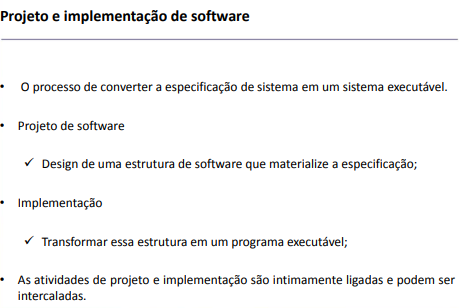 Projeto e implementação de software
• O processo de converter a especificação de sistema em um sistema executável.
• Projeto de software
✓ Design de uma estrutura de software que materialize a especificação;
• Implementação
✓ Transformar essa estrutura em um programa executável;
• As atividades de projeto e implementação são intimamente ligadas e podem ser
intercaladas.